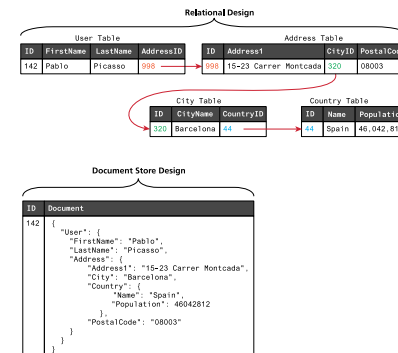 Relational Design
User Table
Address Table
ID FirstName LastName AddressID
ID Address1 CityID
142 Pablo Picasso 998
998 15-23 Carrer Montcada 320 08003
City Table
Country Table
ID CityName CountryID
ID Name
320 Barcelona 44
44 Spain 46,042,81
Document Store Design
ID Document
142 {
"User": {
"FirstName": "Pablo",
"LastName": "Picasso",
"Address": {
"Address1": "15-23 Carrer Montcada",
"City": "Barcelona",
"Country": {
"Name": "Spain",
"Population": 46042812
},
"PostalCode": "08003"
}
}
}